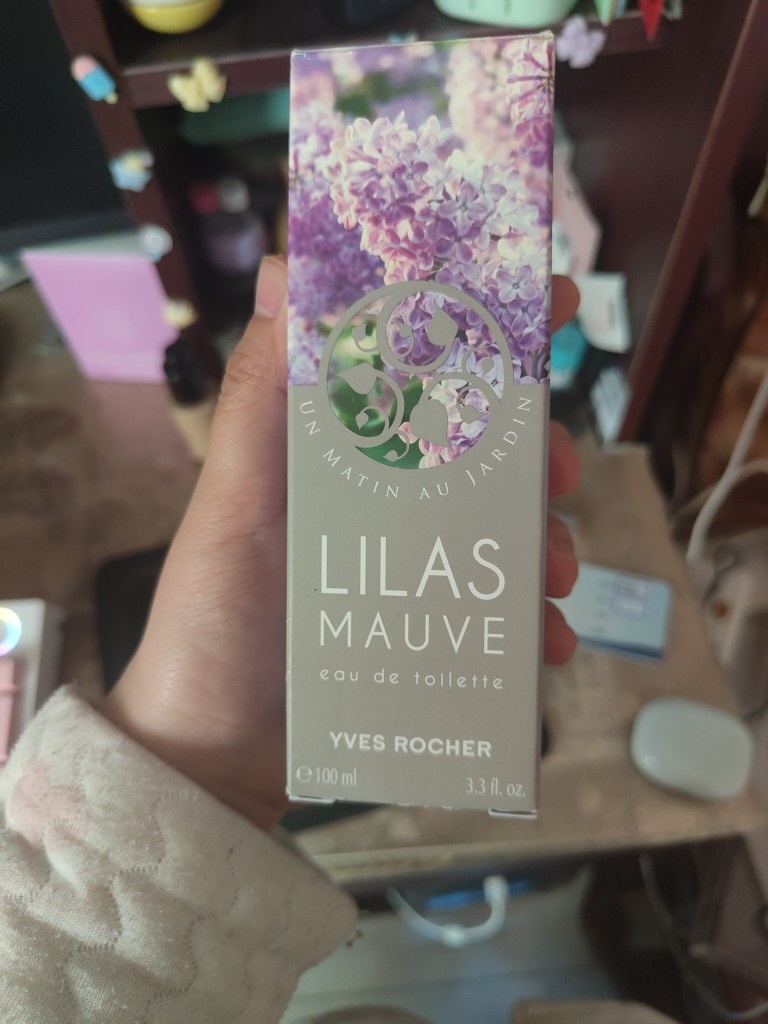 UN MATIN AU JARDIN
LILAS
MAUVE
eau de toilette
YVES ROCHER
℮100 ml
3.3 fl. oz.